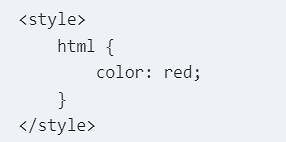 <style>
    html {
        color: red;
    }
</style>